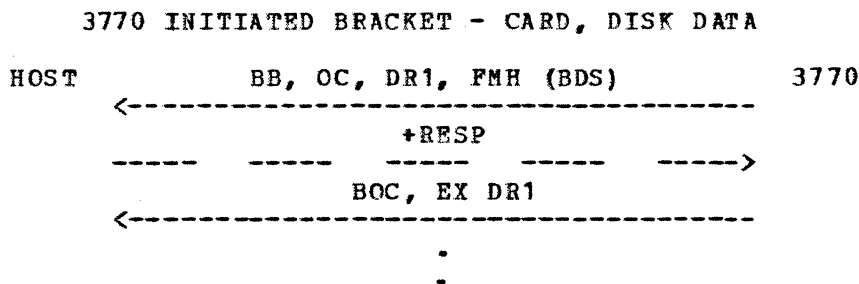 3770 INITIATED BRACKET - CARD, DISK DATA
HOST BB, OC, DR1, FMH (BDS) 3770
<-----------------------------------
+RESP
----- ----- ----- ----- ----->
BOC, EX DR1
<-----------------------------------
.
.